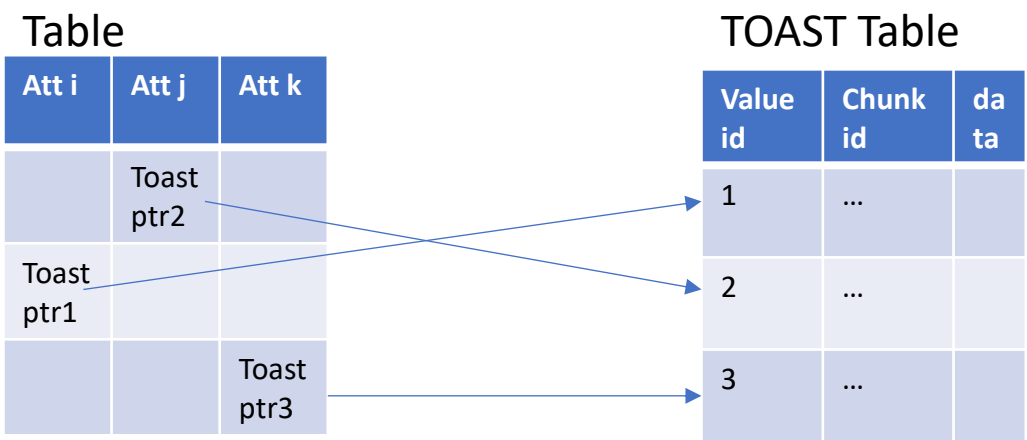 Table
Att i
Att j
Att k
Toast
ptr2
Toast
ptr1
Toast
ptr3
TOAST Table
Value
id
Chunk
id
da
ta
1
...
2
...
3
...